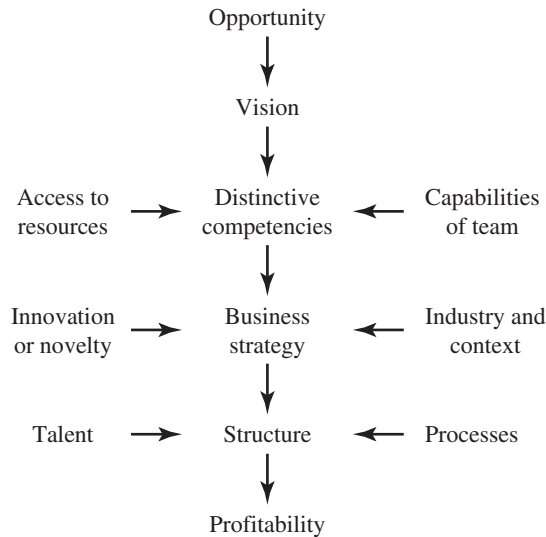 Opportunity
Vision
Access to
resources
Distinctive
competencies
Capabilities
of team
Innovation
or novelty
Business
strategy
Industry and
context
Talent
Structure
Processes
Profitability